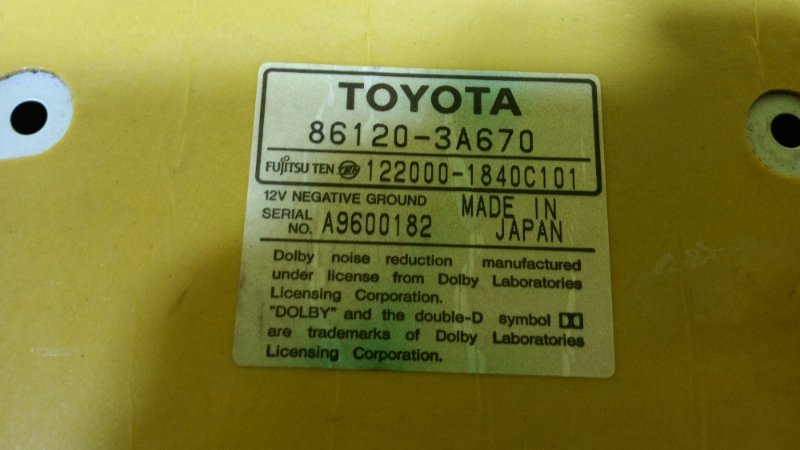 TOYOTA
86120-3A670
FUJITSU TEN TEN 122000-1840C101
12V NEGATIVE GROUND MADE IN
SERIAL NO. A9600182 JAPAN
Dolby noise reduction manufactured
under license from Dolby Laboratories
Licensing Corporation.
"DOLBY" and the double-D symbol
are trademarks of Dolby Laboratories
Licensing Corporation.